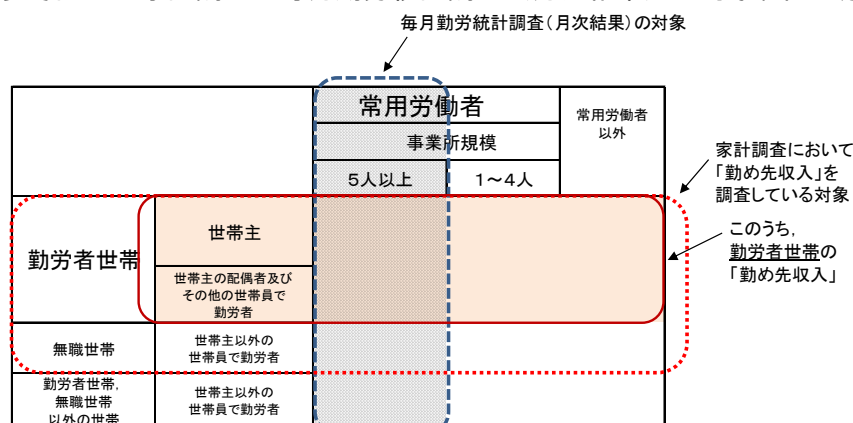 毎月勤労統計調査(月次結果)の対象
常用労働者
常用労働者
以外
事業所規模
5人以上
1~4人
家計調査において
「勤め先収入」を
調査している対象
このうち,
勤労者世帯の
「勤め先収入」
勤労者世帯
世帯主
世帯主の配偶者及び
その他の世帯員で
勤労者
無職世帯
世帯主以外の
世帯員で勤労者
勤労者世帯,
無職世帯
以外の世帯
世帯主以外の
世帯員で勤労者